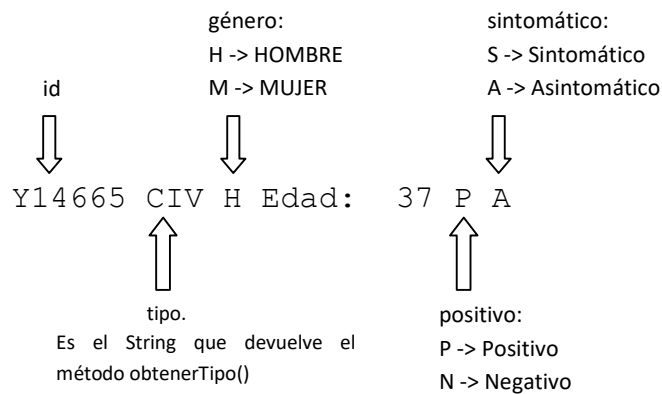 género:
H -> HOMBRE
M -> MUJER
sintomático:
S -> Sintomático
A -> Asintomático
id
Y14665 CIV H Edad:  37 P A
tipo.
Es el String que devuelve el
método obtenerTipo()
positivo:
P -> Positivo
N -> Negativo